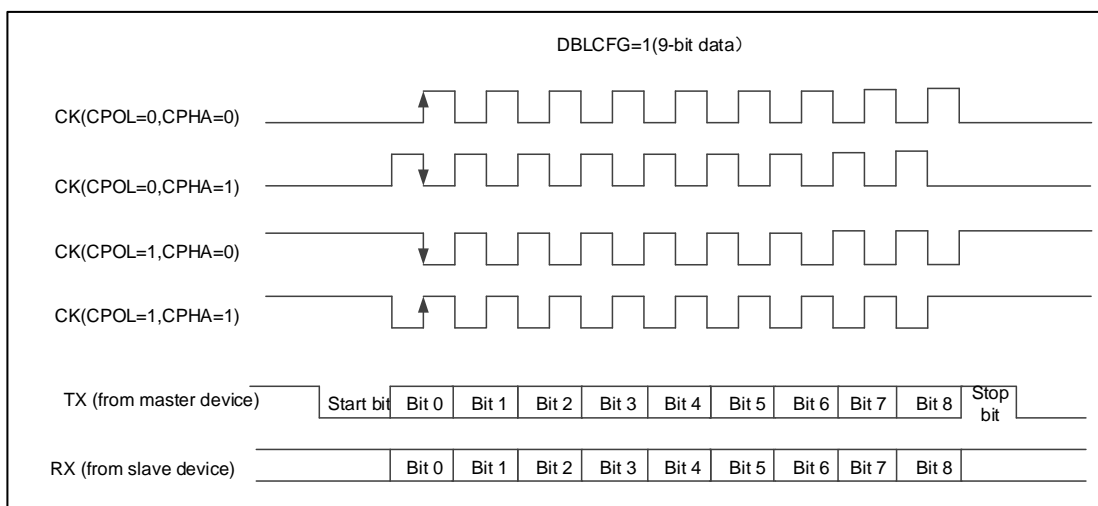 DBLCFG=1(9-bit data）
CK(CPOL=0,CPHA=0)
CK(CPOL=0,CPHA=1)
CK(CPOL=1,CPHA=0)
CK(CPOL=1,CPHA=1)
TX (from master device) Start bit Bit 0 Bit 1 Bit 2 Bit 3 Bit 4 Bit 5 Bit 6 Bit 7 Bit 8 Stop bit
RX (from slave device) Bit 0 Bit 1 Bit 2 Bit 3 Bit 4 Bit 5 Bit 6 Bit 7 Bit 8